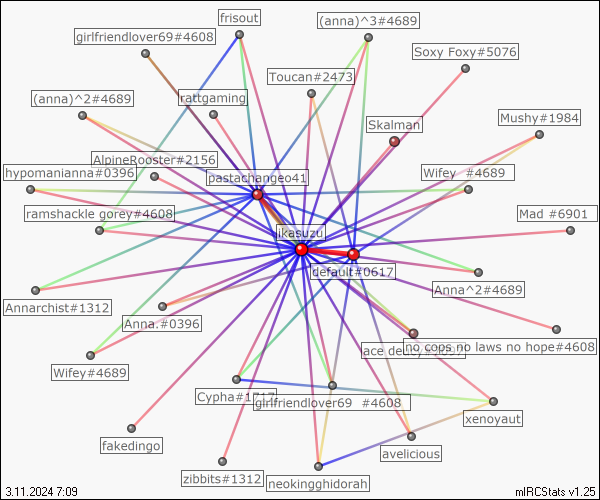 frisout
(anna)^3#4689
girlfriendlover69#4608
Soxy Foxy#5076
Toucan#2473
(anna)^2#4689
rattgaming
Skalman
Mushy#1984
AlpineRooster#2156
hypomanianna#0396
pastachangeo41
Wifey #4689
ramshackle gorey#4608
Mad #6901
jkasuzu
default#0617
Anna^2#4689
Annarchist#1312
Anna.#0396
no cops no laws no hope#4608
ace decey
Wifey#4689
Cypha#1717
girlfriendlover69 #4608
xenoyaut
fakedingo
avelicious
zibbits#1312
neokingghidorah
3.11.2024 7:09
mIRCStats v1.25